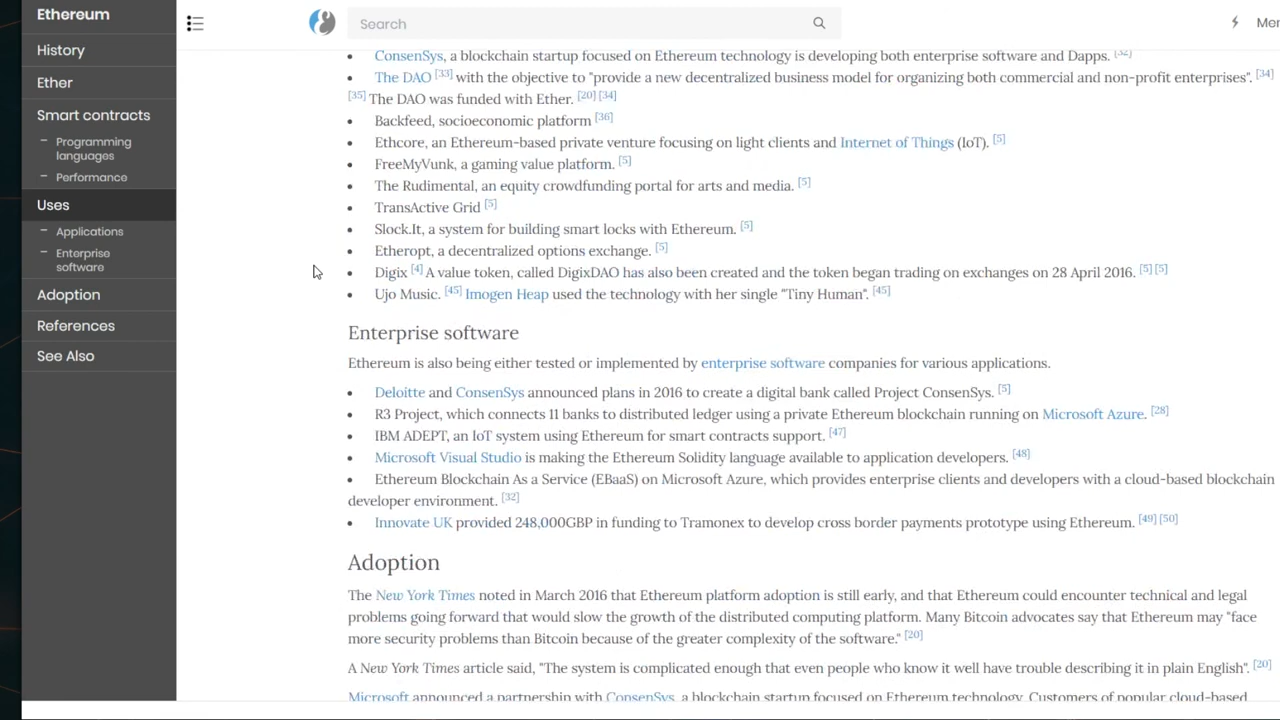 Ethereum
History
Ether
Smart contracts
– Programming
languages
– Performance
Uses
– Applications
– Enterprise
software
Adoption
References
See Also
Search
Mer
• ConsenSys, a blockchain startup focused on Ethereum technology is developing both enterprise software and Dapps. [32]
• The DAO [33] with the objective to "provide a new decentralized business model for organizing both commercial and non-profit enterprises". [34]
[35] The DAO was funded with Ether. [20] [34]
• Backfeed, socioeconomic platform [36]
• Ethcore, an Ethereum-based private venture focusing on light clients and Internet of Things (IoT). [5]
• FreeMyVunk, a gaming value platform. [5]
• The Rudimental, an equity crowdfunding portal for arts and media. [5]
• TransActive Grid [5]
• Slock.It, a system for building smart locks with Ethereum. [5]
• Etheropt, a decentralized options exchange. [5]
• Digix [4] A value token, called DigixDAO has also been created and the token began trading on exchanges on 28 April 2016. [5] [5]
• Ujo Music. [45] Imogen Heap used the technology with her single "Tiny Human". [45]
Enterprise software
Ethereum is also being either tested or implemented by enterprise software companies for various applications.
• Deloitte and ConsenSys announced plans in 2016 to create a digital bank called Project ConsenSys. [5]
• R3 Project, which connects 11 banks to distributed ledger using a private Ethereum blockchain running on Microsoft Azure. [28]
• IBM ADEPT, an IoT system using Ethereum for smart contracts support. [47]
• Microsoft Visual Studio is making the Ethereum Solidity language available to application developers. [48]
• Ethereum Blockchain As a Service (EBaaS) on Microsoft Azure, which provides enterprise clients and developers with a cloud-based blockchain
developer environment. [32]
• Innovate UK provided 248,000GBP in funding to Tramonex to develop cross border payments prototype using Ethereum. [49] [50]
Adoption
The New York Times noted in March 2016 that Ethereum platform adoption is still early, and that Ethereum could encounter technical and legal
problems going forward that would slow the growth of the distributed computing platform. Many Bitcoin advocates say that Ethereum may "face
more security problems than Bitcoin because of the greater complexity of the software." [20]
A New York Times article said, "The system is complicated enough that even people who know it well have trouble describing it in plain English". [20]
Microsoft announced a partnership with ConsenSys, a blockchain startup focused on Ethereum technology. Customers of popular cloud-based